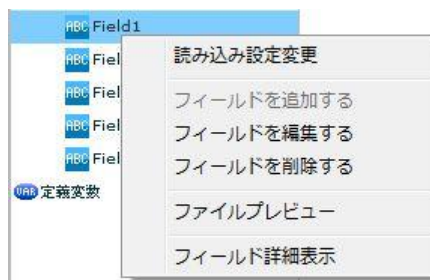 ABC Field1
ABC Fiel
読み込み設定変更
ABC Fiel
フィールドを追加する
ABC Fiel
フィールドを編集する
ABC Fiel
フィールドを削除する
VAR 定義変数
ファイルプレビュー
フィールド詳細表示